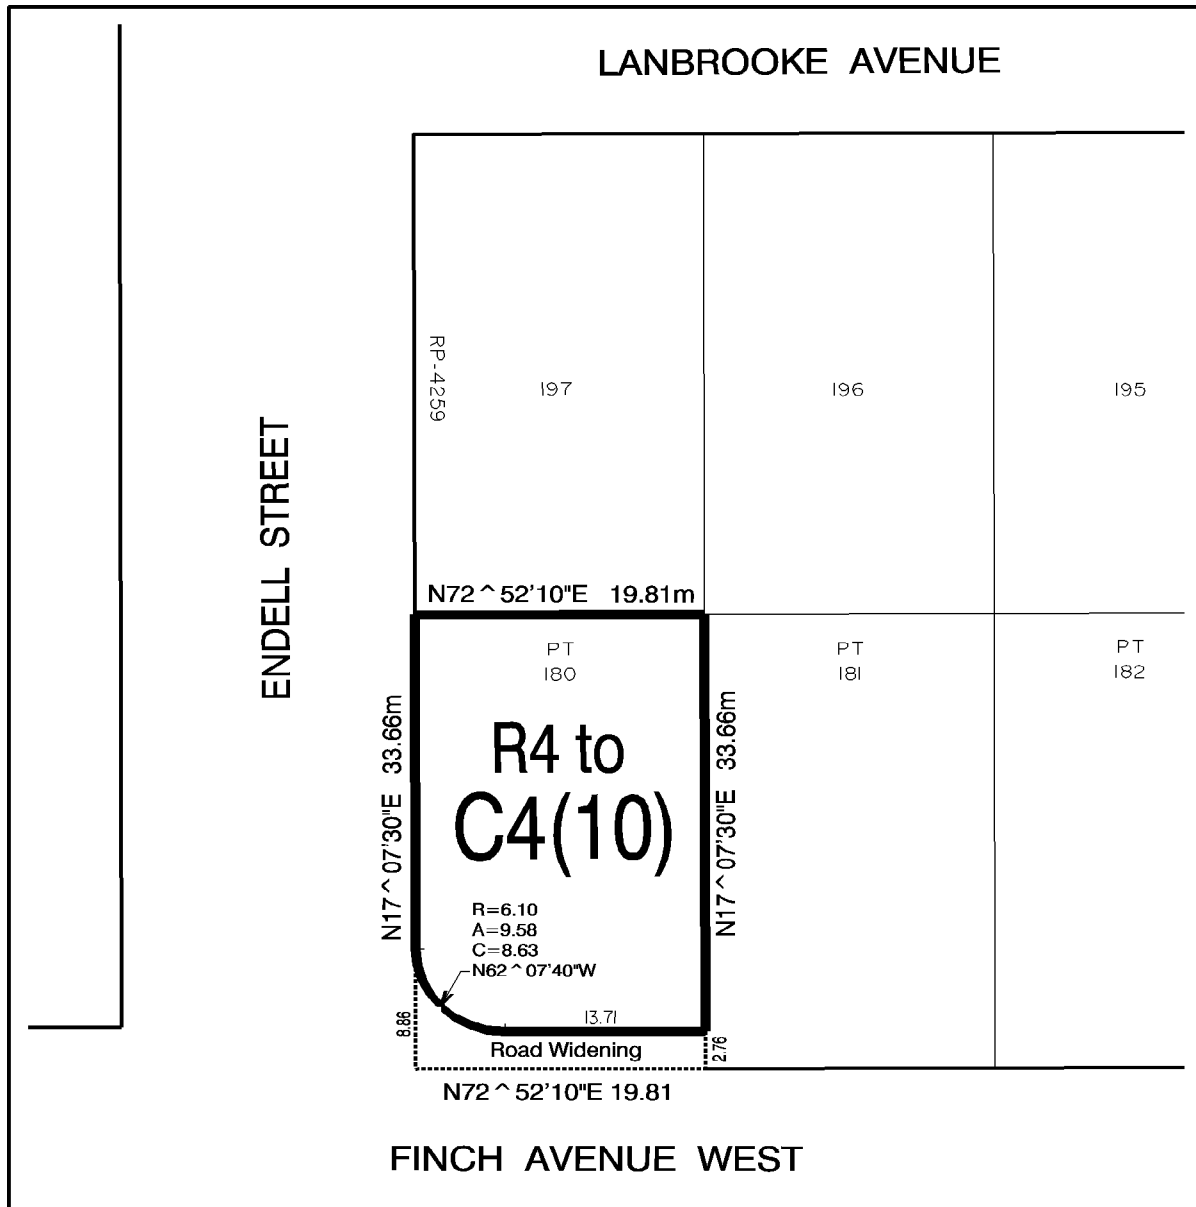 LANBROOKE AVENUE
RP-4259
197
196
195
ENDELL STREET
N72^52'10"E 19.81m
PT
180
PT
181
PT
182
N17^07'30"E 33.66m
R4 to
C4(10)
N17^07'30"E 33.66m
R=6.10
A=9.58
C=8.63
N62^07'40"W
8.86
13.71
2.76
Road Widening
N72^52'10"E 19.81
FINCH AVENUE WEST